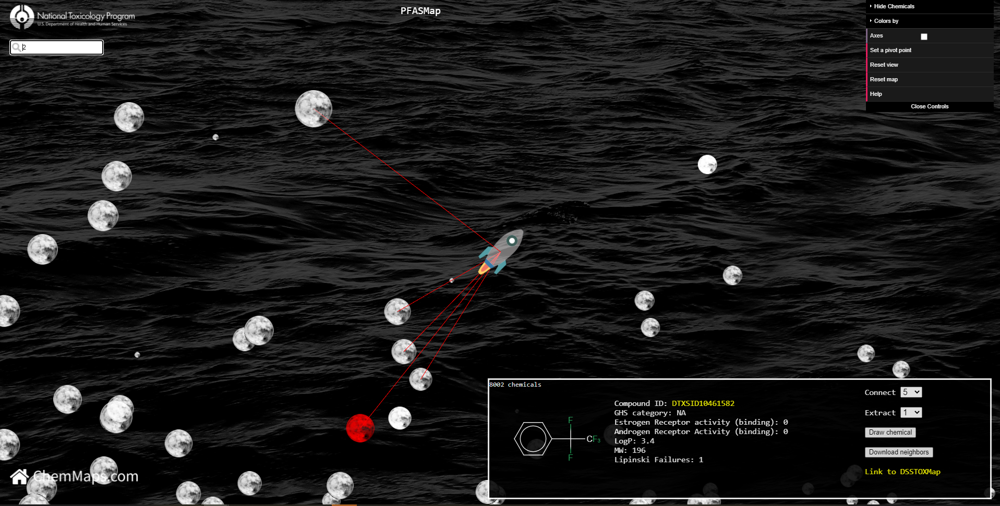 National Toxicology Program
U.S. Department of Health and Human Services
PFASMap
2
Hide Chemicals
Colors by
Axes
Set a pivot point
Reset view
Reset map
Help
Close Controls
8002 chemicals
F
CF₃
F
Compound ID: DTXSID10461582
GHS category: NA
Estrogen Receptor activity (binding): 0
Androgen Receptor Activity (binding): 0
LogP: 3.4
MW: 196
Lipinski Failures: 1
Connect 5
Extract 1
Draw chemical
Download neighbors
Link to DSSTOXMap
ChemMaps.com